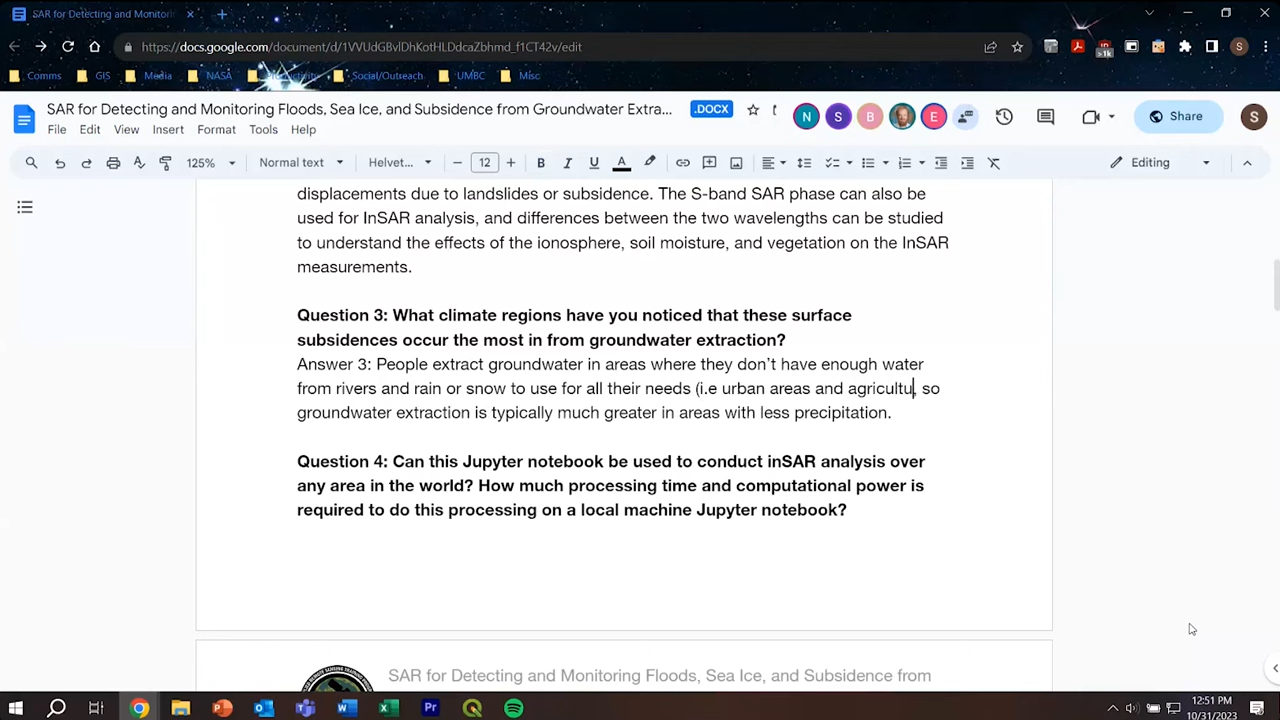 SAR for Detecting and Monitorin
https://docs.google.com/document/d/1VVUdGBvlDhKotHLDdcaZbhmd_f1CT42v/edit
>1k
S
Comms GIS Media NASA Productivity Social/Outreach UMBC Misc
SAR for Detecting and Monitoring Floods, Sea Ice, and Subsidence from Groundwater Extra... .DOCX
N S B E Share S
File Edit View Insert Format Tools Help
125% Normal text Helvet... 12 B I U A Editing
displacements due to landslides or subsidence. The S-band SAR phase can also be
used for InSAR analysis, and differences between the two wavelengths can be studied
to understand the effects of the ionosphere, soil moisture, and vegetation on the InSAR
measurements.
Question 3: What climate regions have you noticed that these surface
subsidences occur the most in from groundwater extraction?
Answer 3: People extract groundwater in areas where they don't have enough water
from rivers and rain or snow to use for all their needs (i.e urban areas and agricultu, so
groundwater extraction is typically much greater in areas with less precipitation.
Question 4: Can this Jupyter notebook be used to conduct inSAR analysis over
any area in the world? How much processing time and computational power is
required to do this processing on a local machine Jupyter notebook?
SAR for Detecting and Monitoring Floods, Sea Ice, and Subsidence from
12:51 PM
10/31/2023